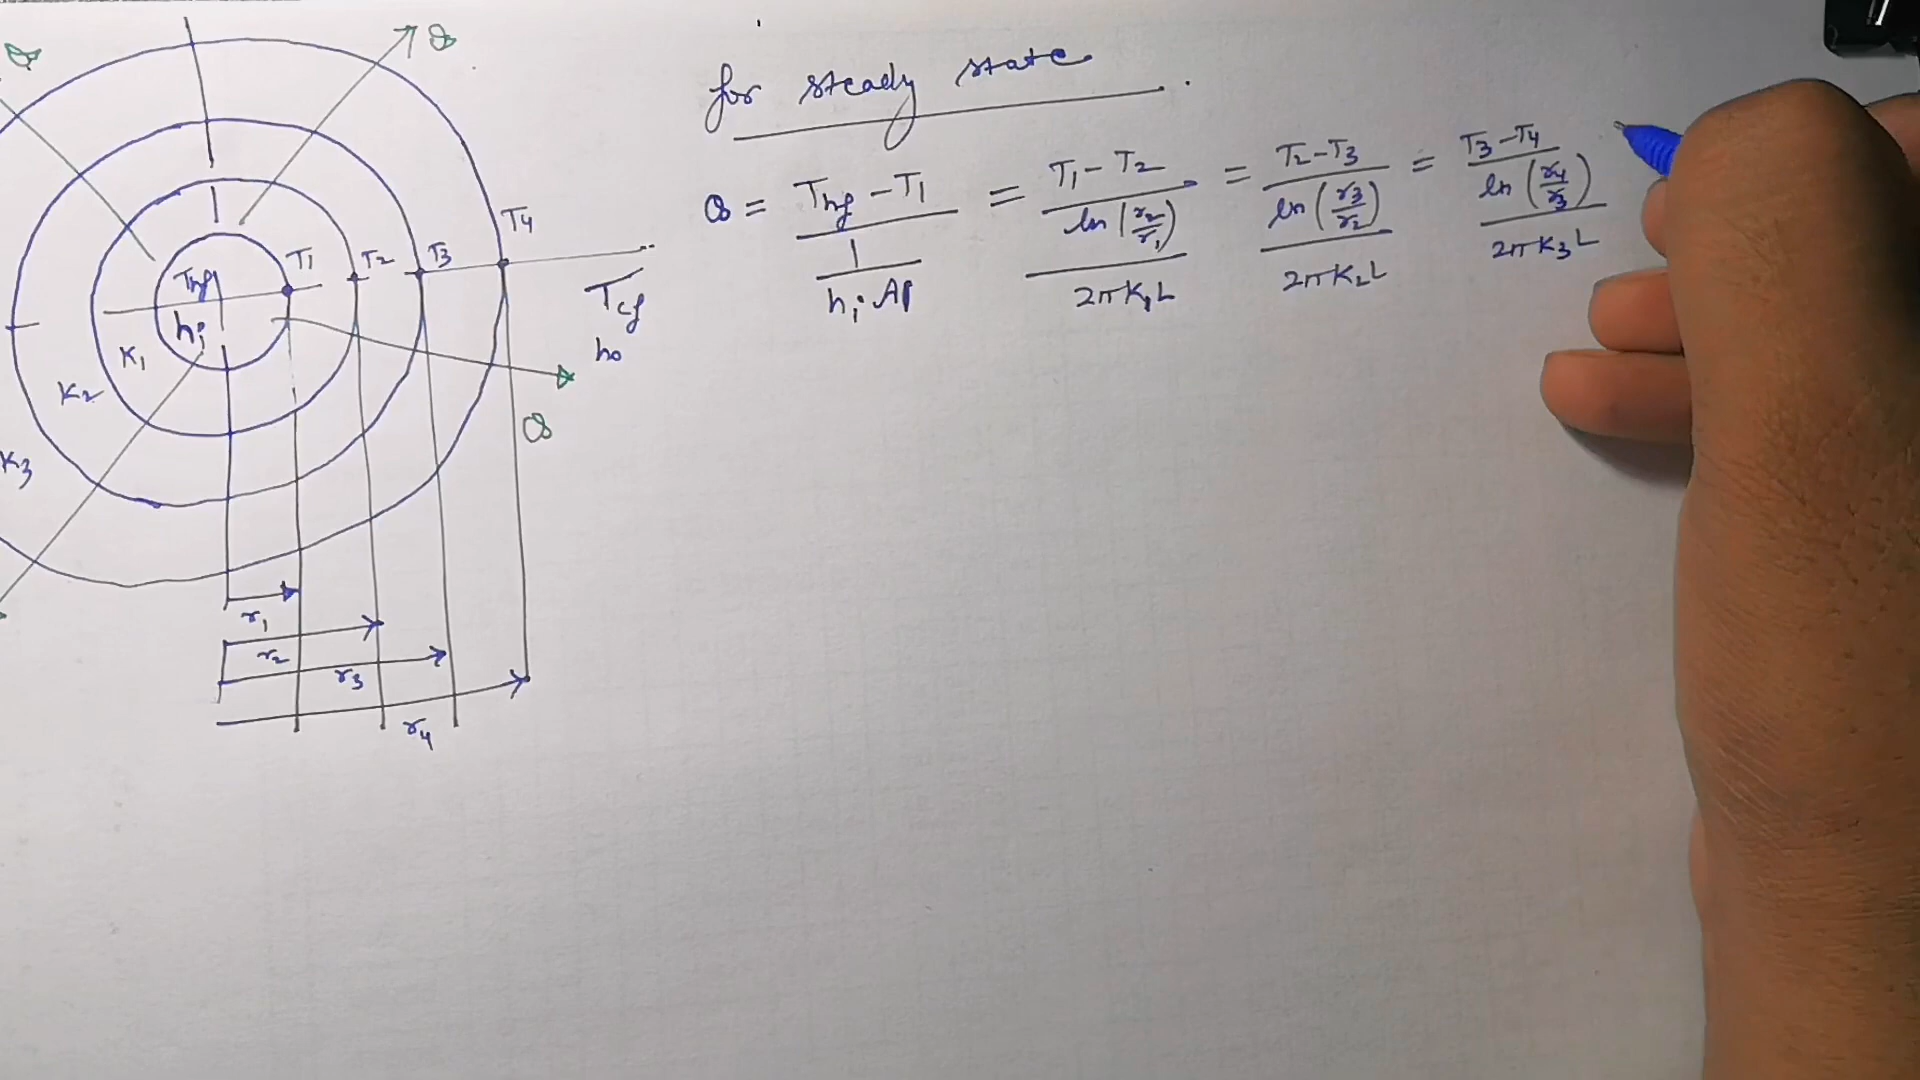 for steady state
Q = (Thf - T1) / (1 / (hi · A1)) = (T1 - T2) / (ln(r2/r1) / (2πK1L)) = (T2 - T3) / (ln(r3/r2) / (2πK2L)) = (T3 - T4) / (ln(r4/r3) / (2πK3L))
Q
Q
T4
T1 T2 T3
Thf
Tcf
hi
ho
K1
K2
Q
K3
r1
r2
r3
r4